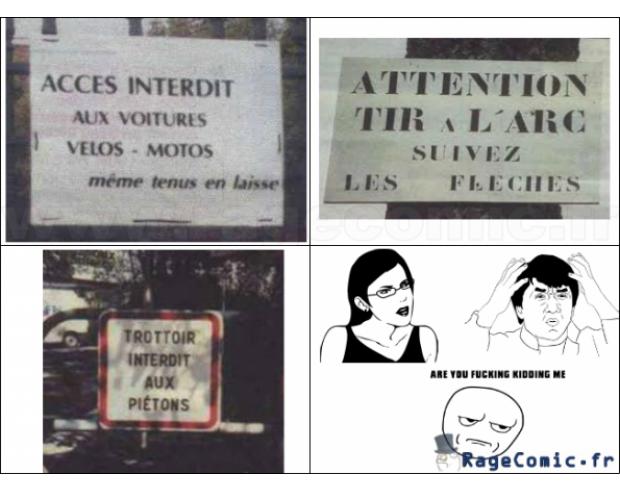 ACCES INTERDIT
AUX VOITURES
VELOS - MOTOS
même tenus en laisse
ATTENTION
TIR A L'ARC
SUIVEZ
LES FLECHES
TROTTOIR
INTERDIT
AUX
PIÉTONS
ARE YOU FUCKING KIDDING ME
RageComic.fr